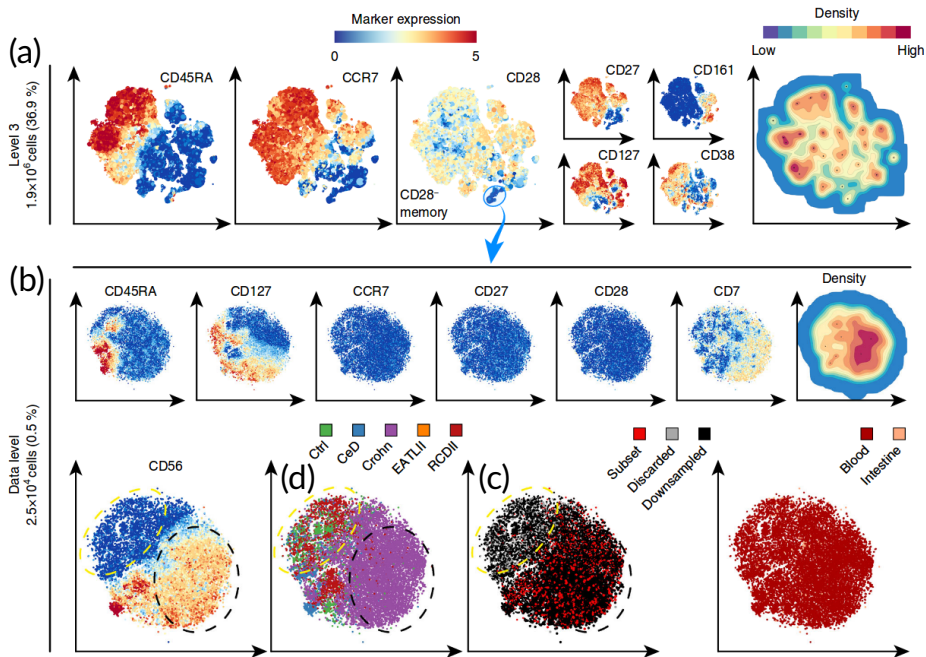 Marker expression
0 5
Density
Low High
(a)
Level 3
1.9×10⁶ cells (36.9 %)
CD45RA
CCR7
CD28
CD27
CD161
CD127
CD38
CD28⁻
memory
(b)
Data level
2.5×10⁴ cells (0.5 %)
CD45RA
CD127
CCR7
CD27
CD28
CD7
Density
CD56
(d)
Ctrl
CeD
Crohn
EATLII
RCDII
(c)
Subset
Discarded
Downsampled
Blood
Intestine